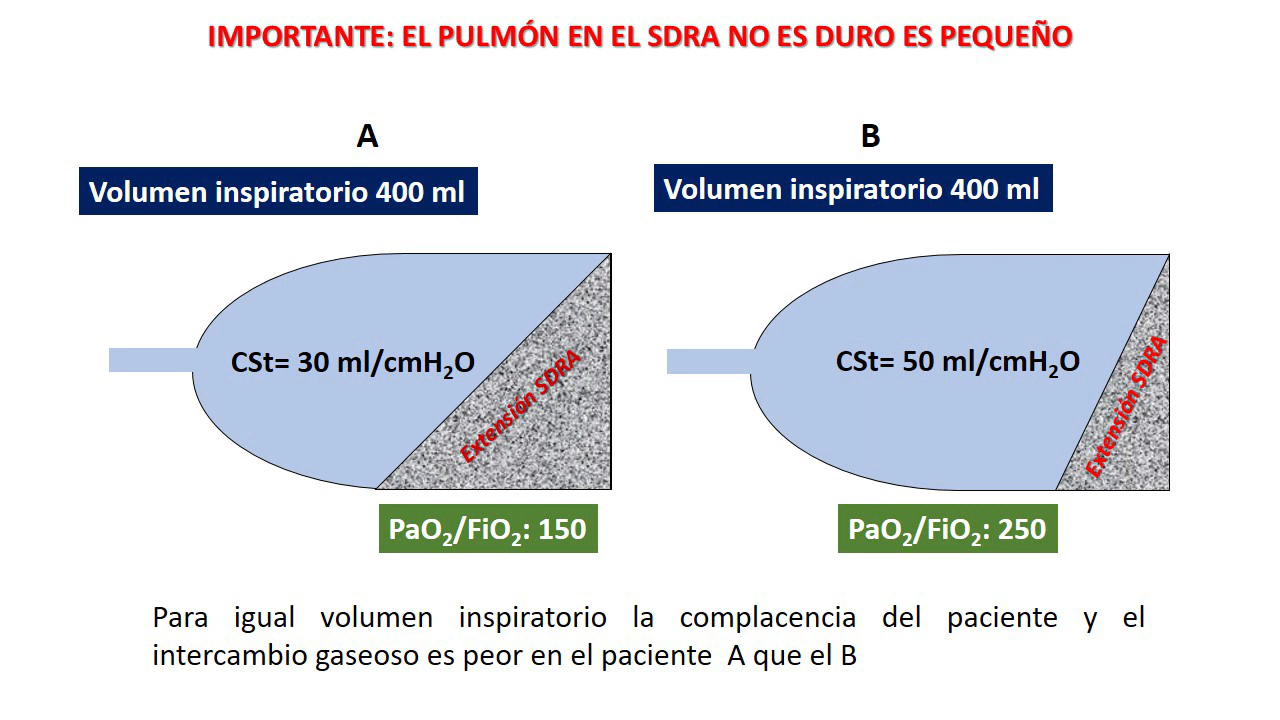 IMPORTANTE: EL PULMÓN EN EL SDRA NO ES DURO ES PEQUEÑO
A
Volumen inspiratorio 400 ml
CSt= 30 ml/cmH₂O
Extensión SDRA
PaO₂/FiO₂: 150
B
Volumen inspiratorio 400 ml
CSt= 50 ml/cmH₂O
Extensión SDRA
PaO₂/FiO₂: 250
Para igual volumen inspiratorio la complacencia del paciente y el
intercambio gaseoso es peor en el paciente A que el B